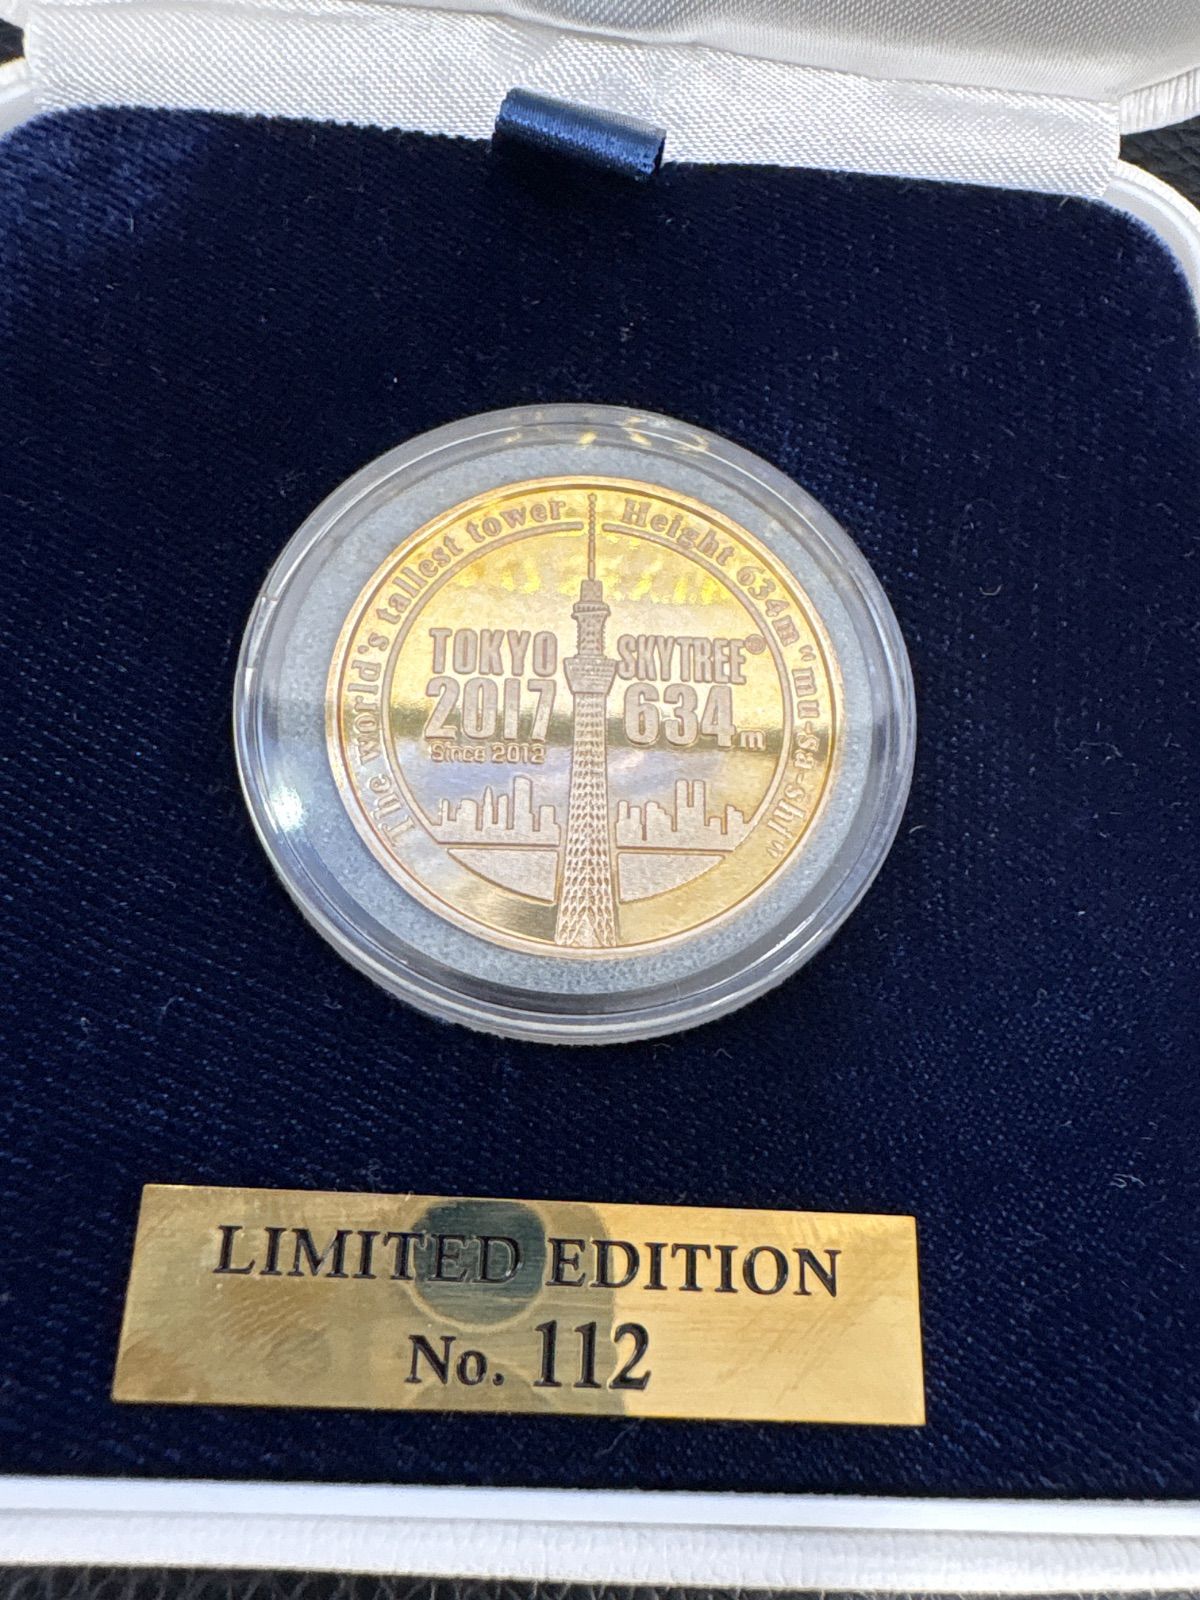 The world's tallest tower Height 634m "mu-sa-shi"
TOKYO SKYTREE®
2017 634m
Since 2012
LIMITED EDITION
No. 112